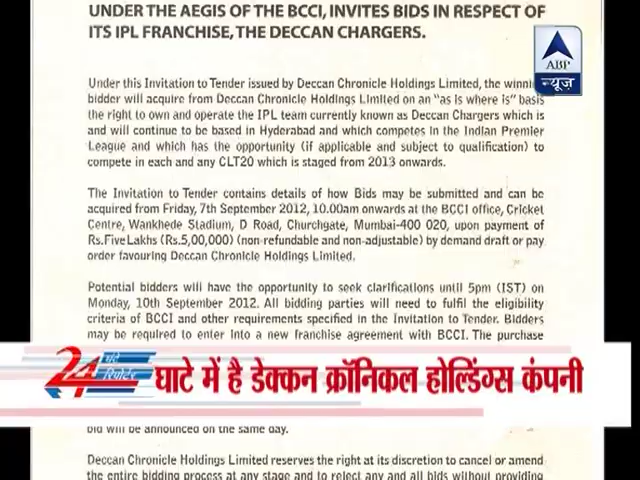 UNDER THE AEGIS OF THE BCCI, INVITES BIDS IN RESPECT OF
ITS IPL FRANCHISE, THE DECCAN CHARGERS.
ABP
न्यूज़
Under this Invitation to Tender issued by Deccan Chronicle Holdings Limited, the winning
bidder will acquire from Deccan Chronicle Holdings Limited on an "as is where is" basis
the right to own and operate the IPL team currently known as Deccan Chargers which is
and will continue to be based in Hyderabad and which competes in the Indian Premier
League and which has the opportunity (if applicable and subject to qualification) to
compete in each and any CLT20 which is staged from 2013 onwards.
The Invitation to Tender contains details of how Bids may be submitted and can be
acquired from Friday, 7th September 2012, 10.00am onwards at the BCCI office, Cricket
Centre, Wankhede Stadium, D Road, Churchgate, Mumbai-400 020, upon payment of
Rs.Five Lakhs (Rs.5,00,000) (non-refundable and non-adjustable) by demand draft or pay
order favouring Deccan Chronicle Holdings Limited.
Potential bidders will have the opportunity to seek clarifications until 5pm (IST) on
Monday, 10th September 2012. All bidding parties will need to fulfil the eligibility
criteria of BCCI and other requirements specified in the Invitation to Tender. Bidders
may be required to enter into a new franchise agreement with BCCI. The purchase
24 घंटे रिपोर्टर
घाटे में है डेक्कन क्रॉनिकल होल्डिंग्स कंपनी
bid will be announced on the same day.
Deccan Chronicle Holdings Limited reserves the right at its discretion to cancel or amend
the entire bidding process at any stage and to reject any and all bids without providing